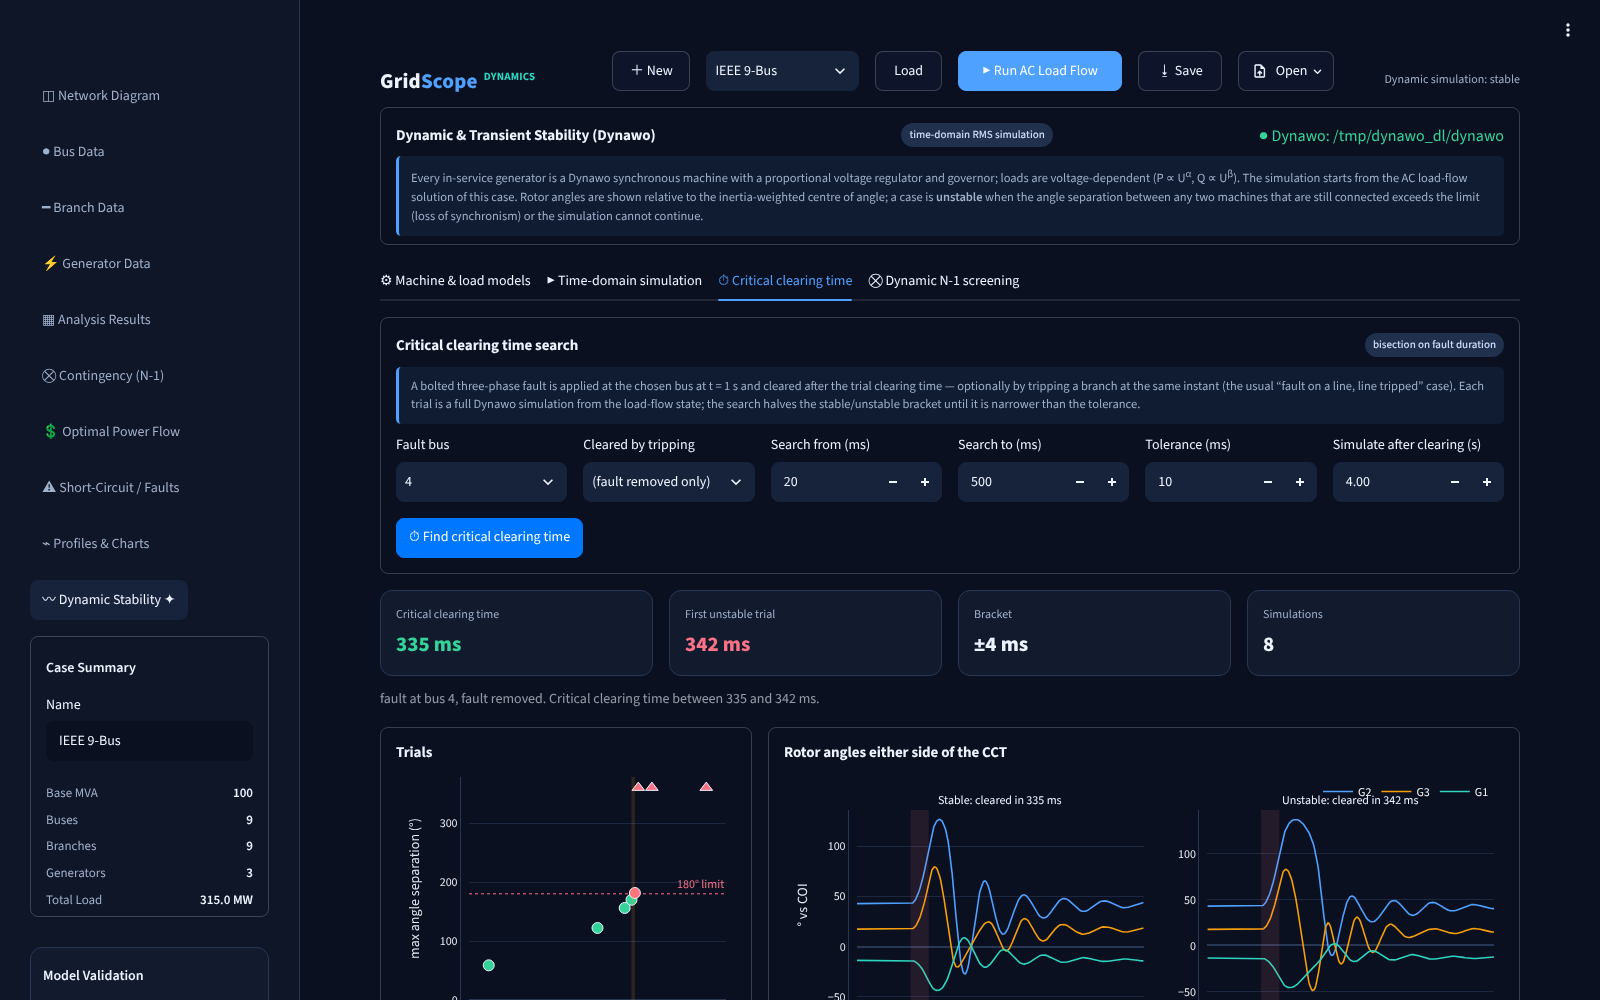 Network Diagram
Bus Data
Branch Data
Generator Data
Analysis Results
Contingency (N-1)
Optimal Power Flow
Short-Circuit / Faults
Profiles & Charts
Dynamic Stability ✦
Case Summary
Name
IEEE 9-Bus
Base MVA 100
Buses 9
Branches 9
Generators 3
Total Load 315.0 MW
Model Validation
GridScope DYNAMICS
+ New
IEEE 9-Bus
Load
Run AC Load Flow
Save
Open
Dynamic simulation: stable
Dynamic & Transient Stability (Dynawo)
time-domain RMS simulation
● Dynawo: /tmp/dynawo_dl/dynawo
Every in-service generator is a Dynawo synchronous machine with a proportional voltage regulator and governor; loads are voltage-dependent (P ∝ U^α, Q ∝ U^β). The simulation starts from the AC load-flow
solution of this case. Rotor angles are shown relative to the inertia-weighted centre of angle; a case is unstable when the angle separation between any two machines that are still connected exceeds the limit
(loss of synchronism) or the simulation cannot continue.
Machine & load models
Time-domain simulation
Critical clearing time
Dynamic N-1 screening
Critical clearing time search
bisection on fault duration
A bolted three-phase fault is applied at the chosen bus at t = 1 s and cleared after the trial clearing time — optionally by tripping a branch at the same instant (the usual “fault on a line, line tripped” case). Each
trial is a full Dynawo simulation from the load-flow state; the search halves the stable/unstable bracket until it is narrower than the tolerance.
Fault bus
4
Cleared by tripping
(fault removed only)
Search from (ms)
20
Search to (ms)
500
Tolerance (ms)
10
Simulate after clearing (s)
4.00
Find critical clearing time
Critical clearing time
335 ms
First unstable trial
342 ms
Bracket
±4 ms
Simulations
8
fault at bus 4, fault removed. Critical clearing time between 335 and 342 ms.
Trials
max angle separation (°)
300
200
100
0
180° limit
Rotor angles either side of the CCT
G2
G3
G1
Stable: cleared in 335 ms
Unstable: cleared in 342 ms
° vs COI
100
50
0
−50
100
50
0
−50